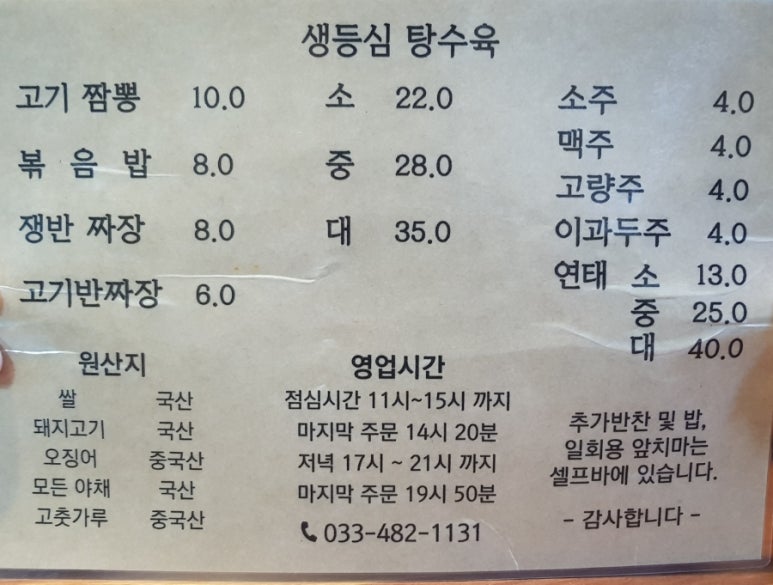 생등심 탕수육
고기 짬뽕 10.0
볶 음 밥 8.0
쟁반 짜장 8.0
고기반짜장 6.0
소 22.0
중 28.0
대 35.0
소주 4.0
맥주 4.0
고량주 4.0
이과두주 4.0
연태 소 13.0
중 25.0
대 40.0
원산지
쌀 국산
돼지고기 국산
오징어 중국산
모든 야채 국산
고춧가루 중국산
영업시간
점심시간 11시~15시 까지
마지막 주문 14시 20분
저녁 17시 ~ 21시 까지
마지막 주문 19시 50분
033-482-1131
추가반찬 및 밥,
일회용 앞치마는
셀프바에 있습니다.
- 감사합니다 -